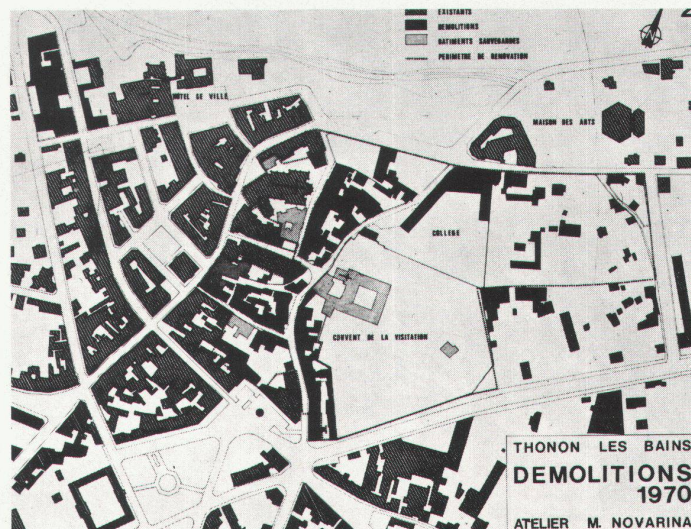 EXISTANTS
DEMOLITIONS
BATIMENTS SAUVEGARDES
PERIMETRE DE RENOVATION
HOTEL DE VILLE
MAISON DES ARTS
COLLEGE
COUVENT DE LA VISITATION
THONON LES BAINS
DEMOLITIONS
1970
ATELIER M. NOVARINA